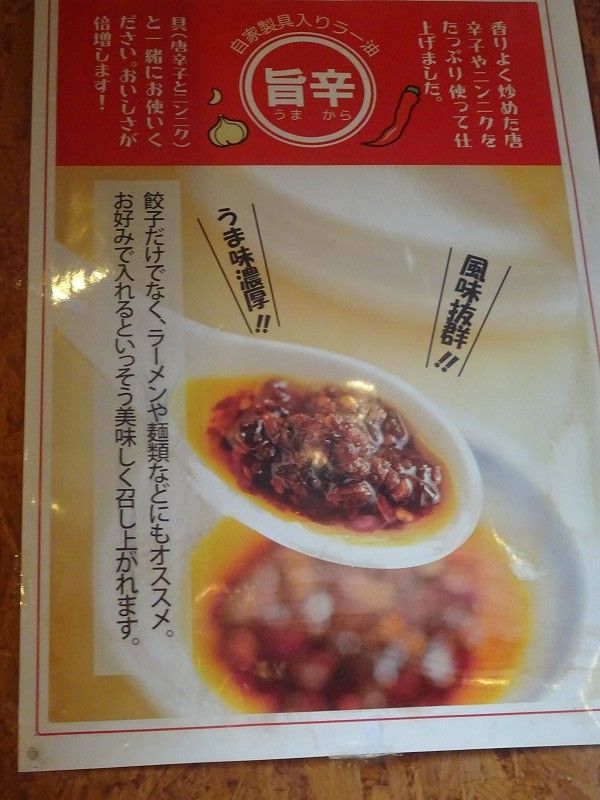 香りよく炒めた唐
辛子やニンニクを
たっぷり使って仕
上げました。
自家製具入りラー油
旨辛
うま から
具(唐辛子とニンニク)
と一緒にお使いく
ださい。おいしさが
倍増します!
風味抜群!!
うま味濃厚!!
餃子だけでなく、ラーメンや麺類などにもオススメ。
お好みで入れるといっそう美味しく召し上がれます。